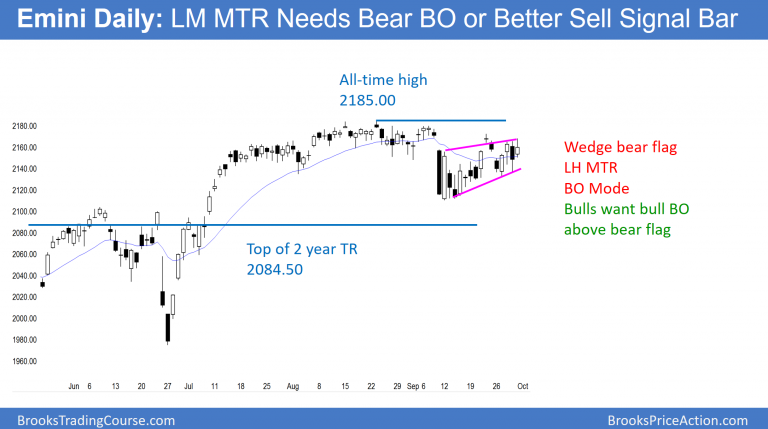 Emini Daily: LM MTR Needs Bear BO or Better Sell Signal Bar
All-time high
2185.00
2180.00
2160.00
2140.00
2120.00
2100.00
2080.00
2060.00
2040.00
2020.00
2000.00
1980.00
1960.00
Top of 2 year TR
2084.50
Wedge bear flag
LH MTR
BO Mode
Bulls want bull BO
above bear flag
Jun 6 13 20 27 Jul 11 18 25 Aug 8 15 22 29 Sep 6 12 19 26 Oct
BrooksTradingCourse.com BrooksPriceAction.com